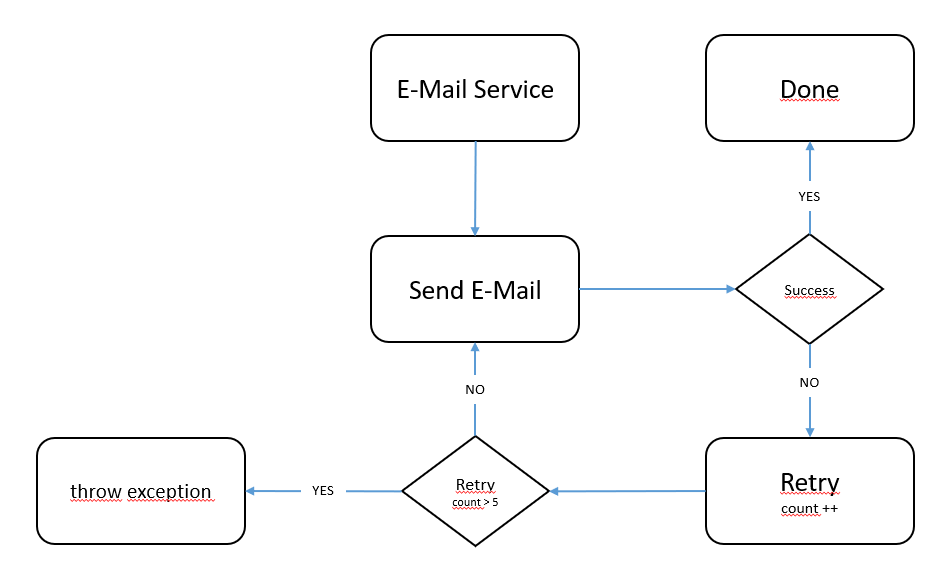 E-Mail Service
Done
YES
Send E-Mail
Success
NO
NO
throw exception
YES
Retry
count > 5
Retry
count ++